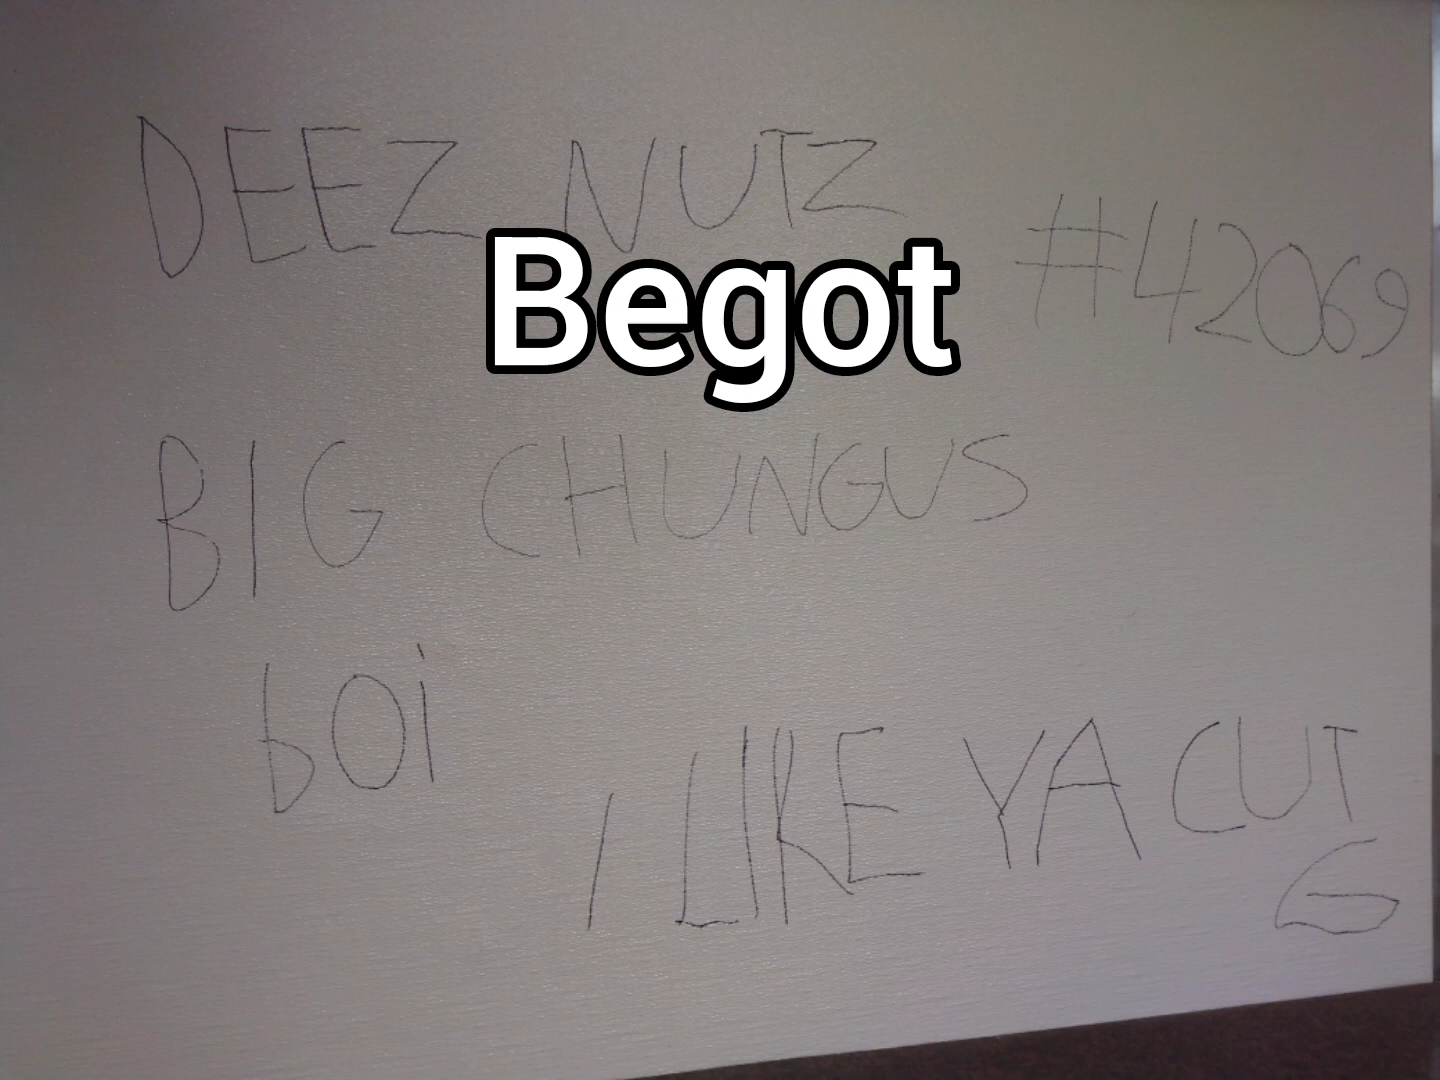 DEEZ NUTZ
#42069
Begot
BIG CHUNGUS
bOi
I LIKE YA CUT
G